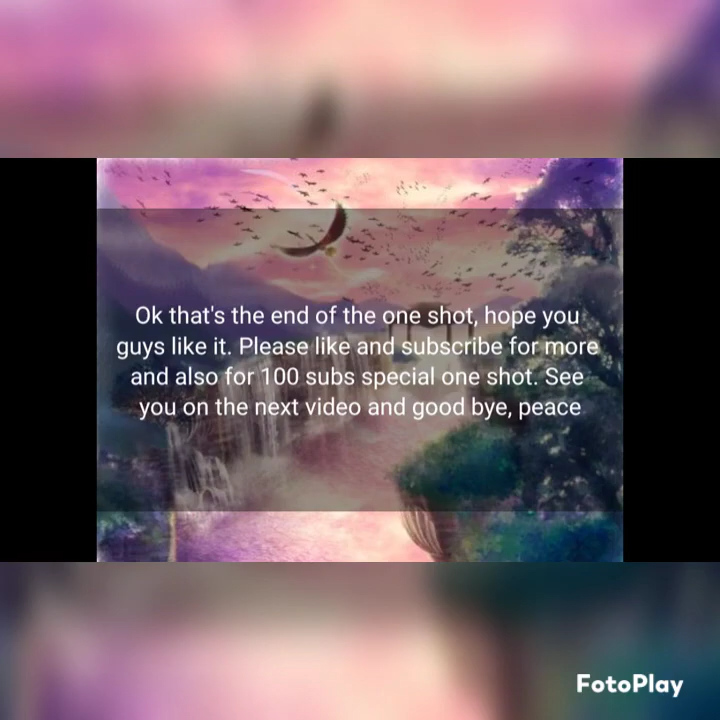 Ok that's the end of the one shot, hope you
guys like it. Please like and subscribe for more
and also for 100 subs special one shot. See
you on the next video and good bye, peace
FotoPlay